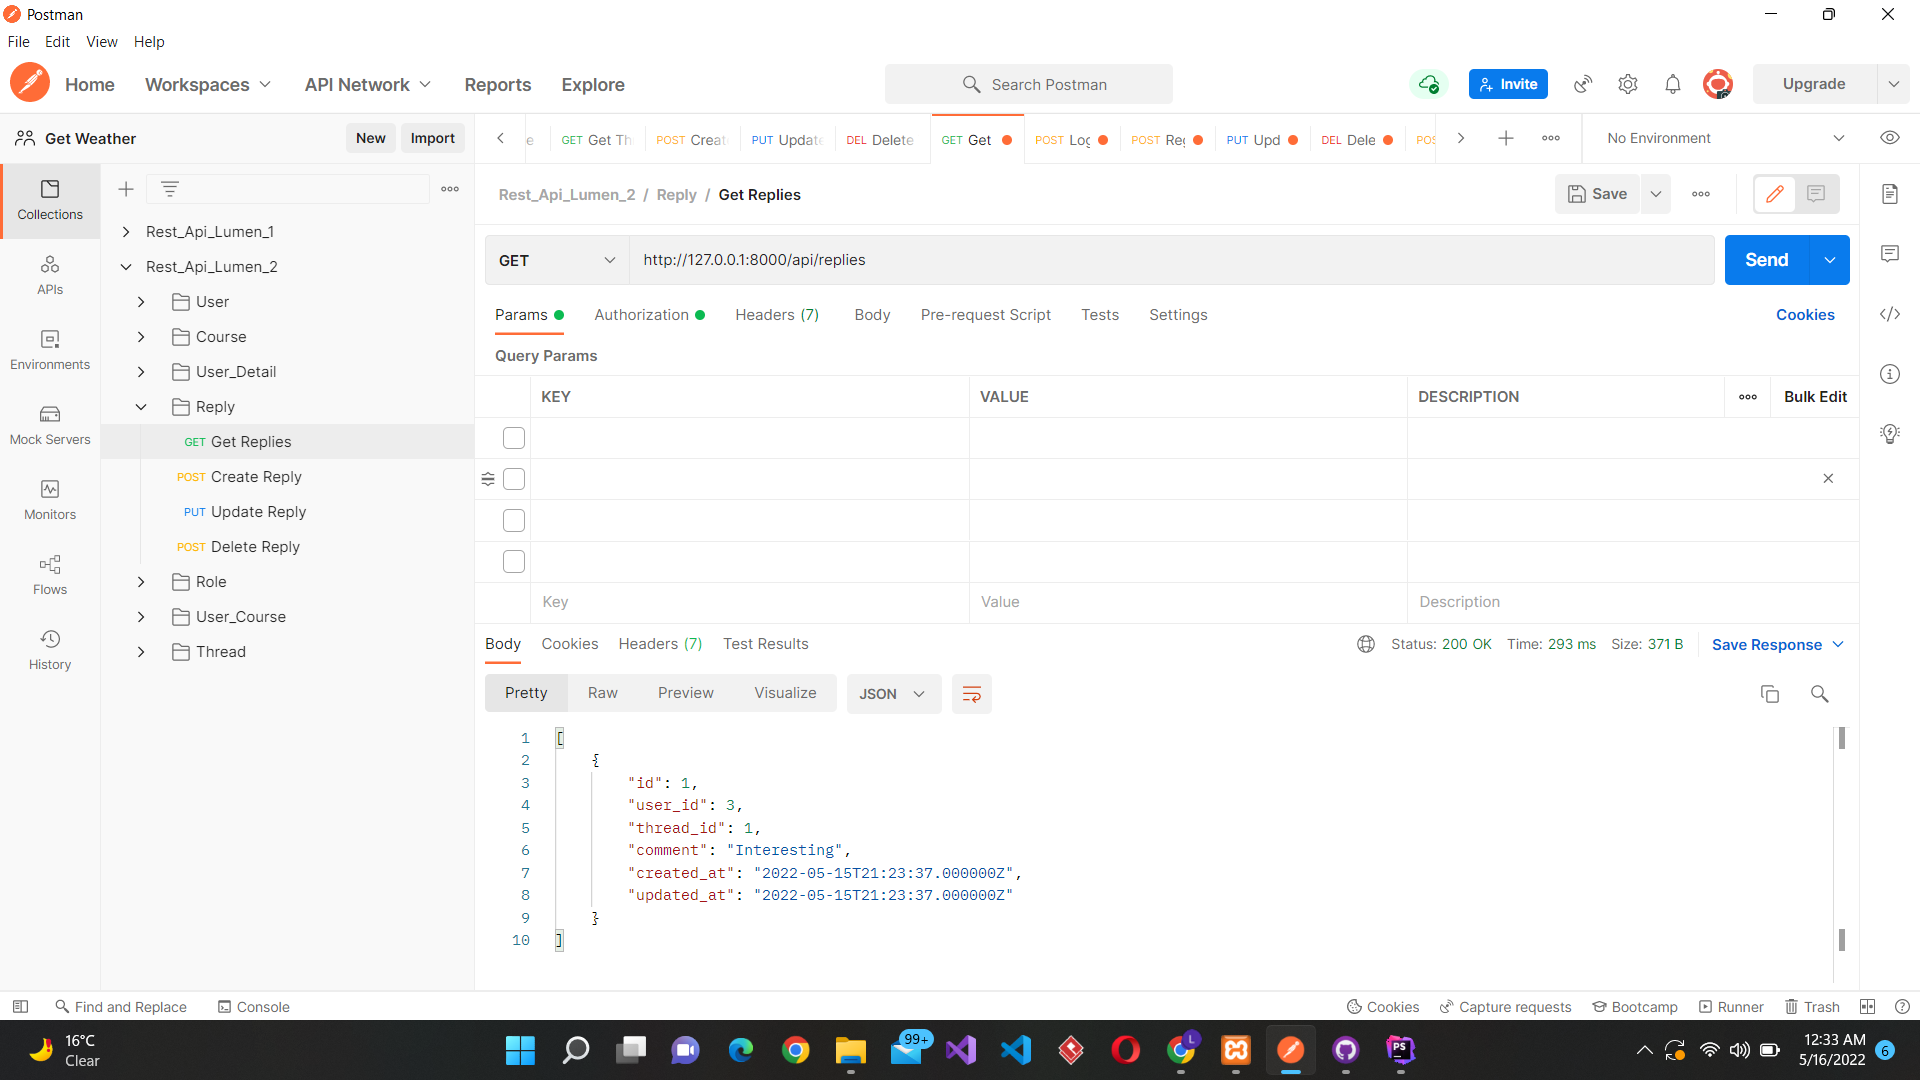 Postman
File Edit View Help
Home Workspaces API Network Reports Explore Search Postman Invite Upgrade
Get Weather New Import
e GET Get Th POST Creat PUT Update DEL Delete GET Get POST Log POST Reg PUT Upd DEL Dele POS No Environment
Collections
APIs
Environments
Mock Servers
Monitors
Flows
History
Rest_Api_Lumen_1
Rest_Api_Lumen_2
User
Course
User_Detail
Reply
GET Get Replies
POST Create Reply
PUT Update Reply
POST Delete Reply
Role
User_Course
Thread
Rest_Api_Lumen_2 / Reply / Get Replies Save
GET http://127.0.0.1:8000/api/replies Send
Params Authorization Headers (7) Body Pre-request Script Tests Settings Cookies
Query Params
KEY VALUE DESCRIPTION Bulk Edit
Key Value Description
Body Cookies Headers (7) Test Results Status: 200 OK Time: 293 ms Size: 371 B Save Response
Pretty Raw Preview Visualize JSON
1 [
2 {
3 "id": 1,
4 "user_id": 3,
5 "thread_id": 1,
6 "comment": "Interesting",
7 "created_at": "2022-05-15T21:23:37.000000Z",
8 "updated_at": "2022-05-15T21:23:37.000000Z"
9 }
10 ]
Find and Replace Console Cookies Capture requests Bootcamp Runner Trash
16°C
Clear
99+
L
PS
12:33 AM
5/16/2022
6